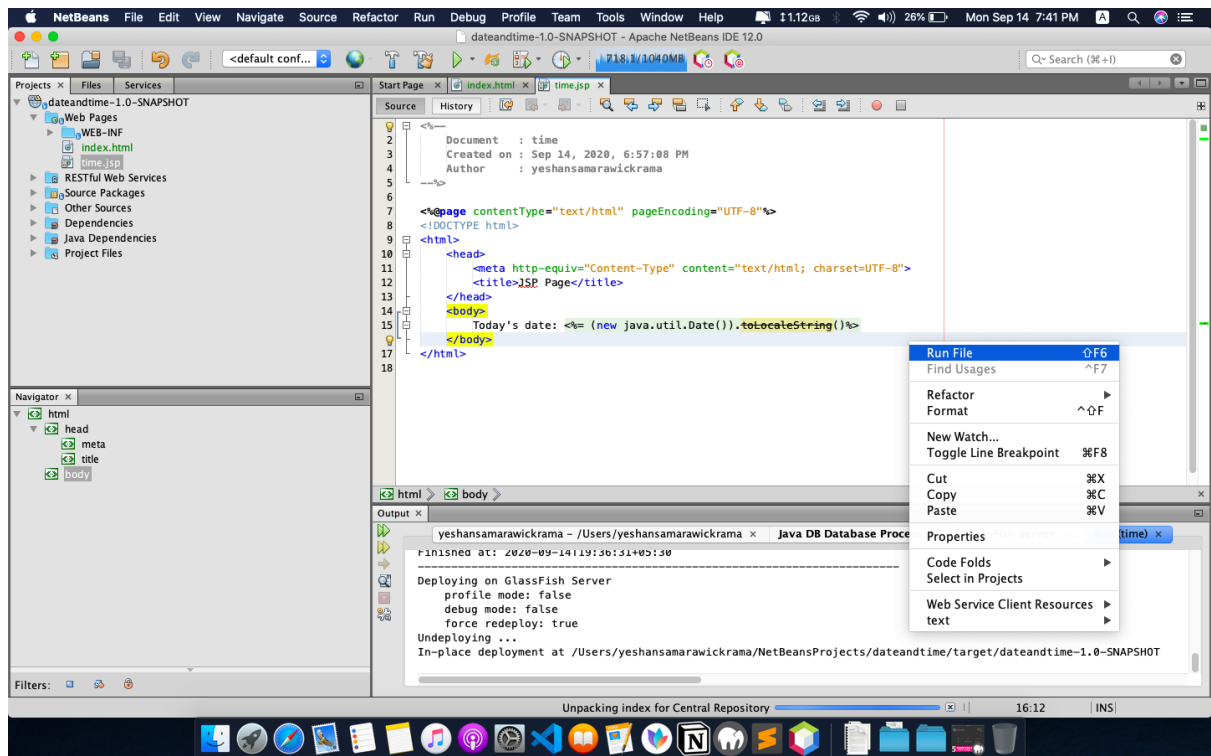 NetBeans File Edit View Navigate Source Refactor Run Debug Profile Team Tools Window Help 1.12GB 26% Mon Sep 14 7:41 PM A
dateandtime-1.0-SNAPSHOT - Apache NetBeans IDE 12.0
<default conf... 718.1/1040MB Search (⌘+I)
Projects × Files Services
dateandtime-1.0-SNAPSHOT
Web Pages
WEB-INF
index.html
time.jsp
RESTful Web Services
Source Packages
Other Sources
Dependencies
Java Dependencies
Project Files
Start Page × index.html × time.jsp ×
Source History
<%--
2 Document : time
3 Created on : Sep 14, 2020, 6:57:08 PM
4 Author : yeshansamarawickrama
5 --%>
6
7 <%@page contentType="text/html" pageEncoding="UTF-8"%>
8 <!DOCTYPE html>
9 <html>
10 <head>
11 <meta http-equiv="Content-Type" content="text/html; charset=UTF-8">
12 <title>JSP Page</title>
13 </head>
14 <body>
15 Today's date: <%= (new java.util.Date()).toLocaleString()%>
</body>
17 </html>
18
Run File ⇧F6
Find Usages ^F7
Refactor
Format ^⇧F
New Watch...
Toggle Line Breakpoint ⌘F8
Cut ⌘X
Copy ⌘C
Paste ⌘V
Properties
Code Folds
Select in Projects
Web Service Client Resources
text
Navigator ×
html
head
meta
title
body
Filters:
html body
Output ×
yeshansamarawickrama – /Users/yeshansamarawickrama × Java DB Database Proce (time) ×
Finished at: 2020-09-14T19:36:31+05:30
------------------------------------------------------------------------
Deploying on GlassFish Server
profile mode: false
debug mode: false
force redeploy: true
Undeploying ...
In-place deployment at /Users/yeshansamarawickrama/NetBeansProjects/dateandtime/target/dateandtime-1.0-SNAPSHOT
Unpacking index for Central Repository 16:12 INS